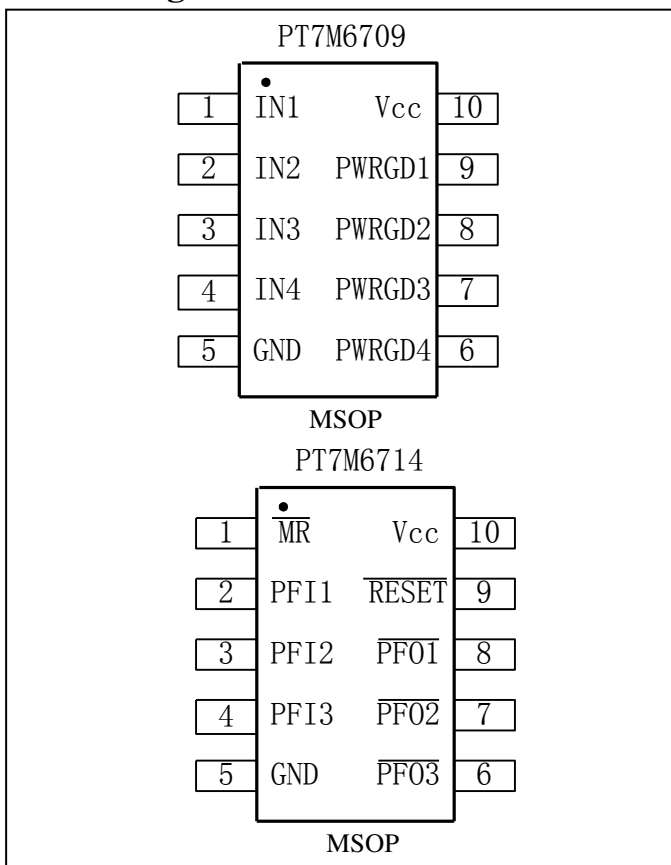 PT7M6709
1 IN1 Vcc 10
2 IN2 PWRGD1 9
3 IN3 PWRGD2 8
4 IN4 PWRGD3 7
5 GND PWRGD4 6
MSOP
PT7M6714
1 MR Vcc 10
2 PFI1 RESET 9
3 PFI2 PFO1 8
4 PFI3 PFO2 7
5 GND PFO3 6
MSOP